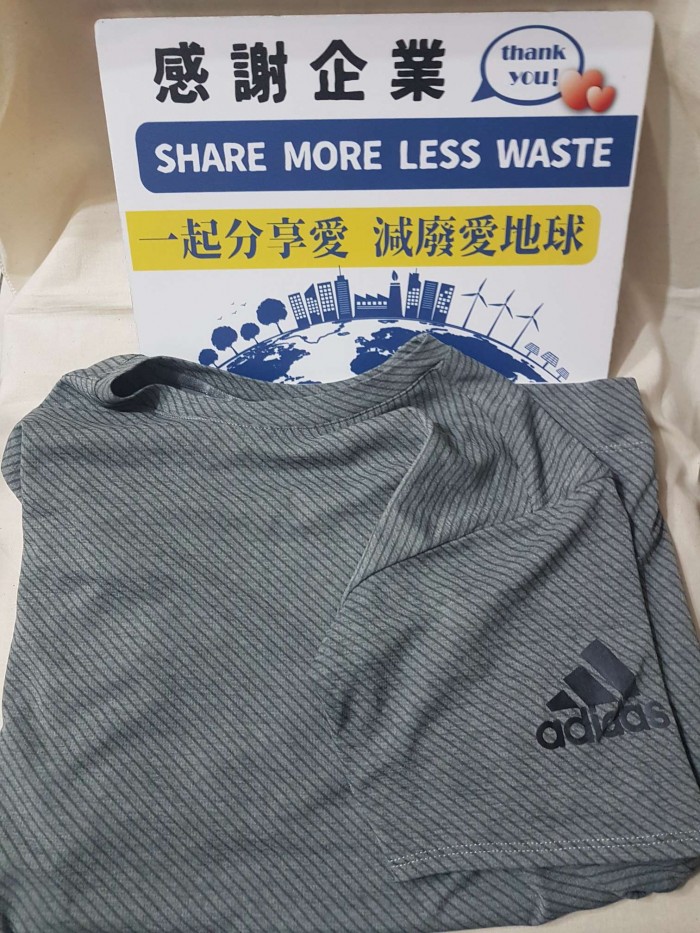 感謝企業
thank
you!
SHARE MORE LESS WASTE
一起分享愛 減廢愛地球
adidas